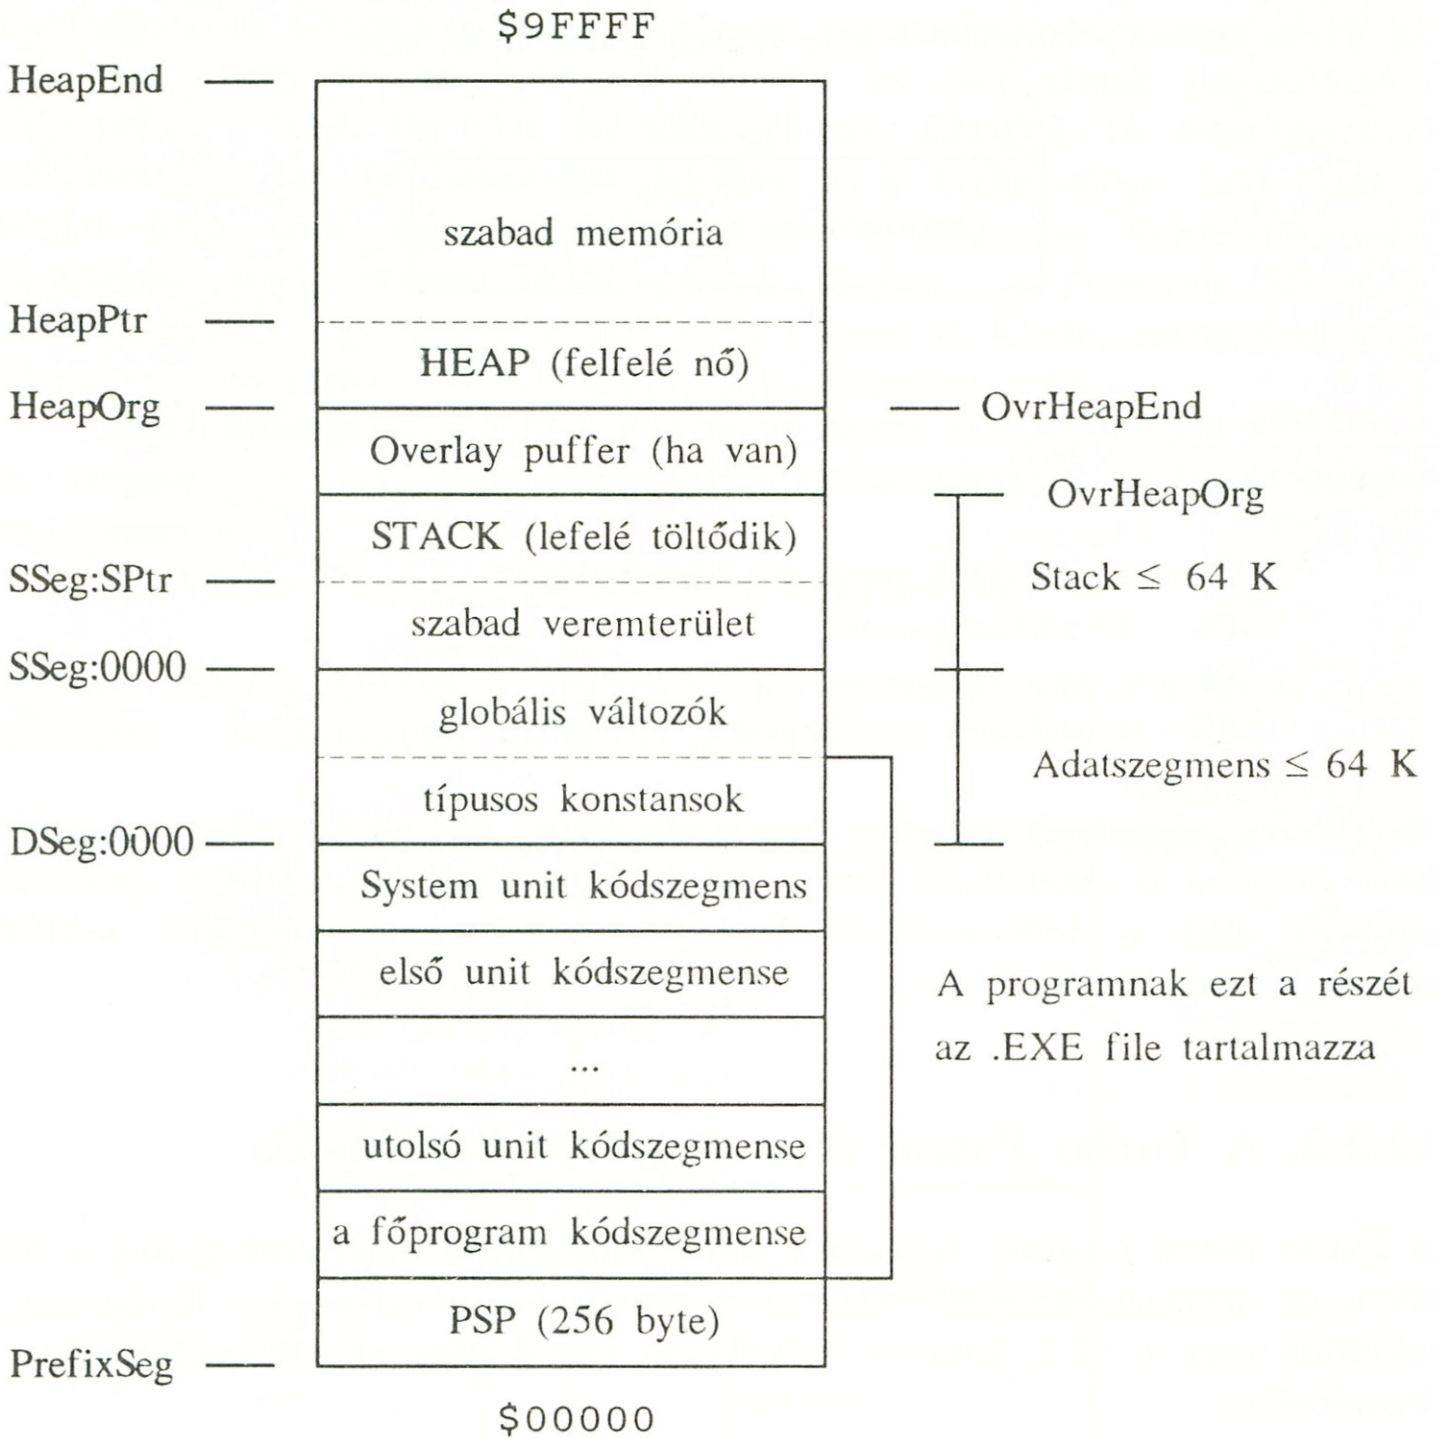 $9FFFF
HeapEnd
szabad memória
HeapPtr
HEAP (felfelé nő)
HeapOrg
OvrHeapEnd
Overlay puffer (ha van)
OvrHeapOrg
STACK (lefelé töltődik)
SSeg:SPtr
Stack ≤ 64 K
szabad veremterület
SSeg:0000
globális változók
Adatszegmens ≤ 64 K
típusos konstansok
DSeg:0000
System unit kódszegmens
első unit kódszegmense
A programnak ezt a részét
az .EXE file tartalmazza
...
utolsó unit kódszegmense
a főprogram kódszegmense
PSP (256 byte)
PrefixSeg
$00000